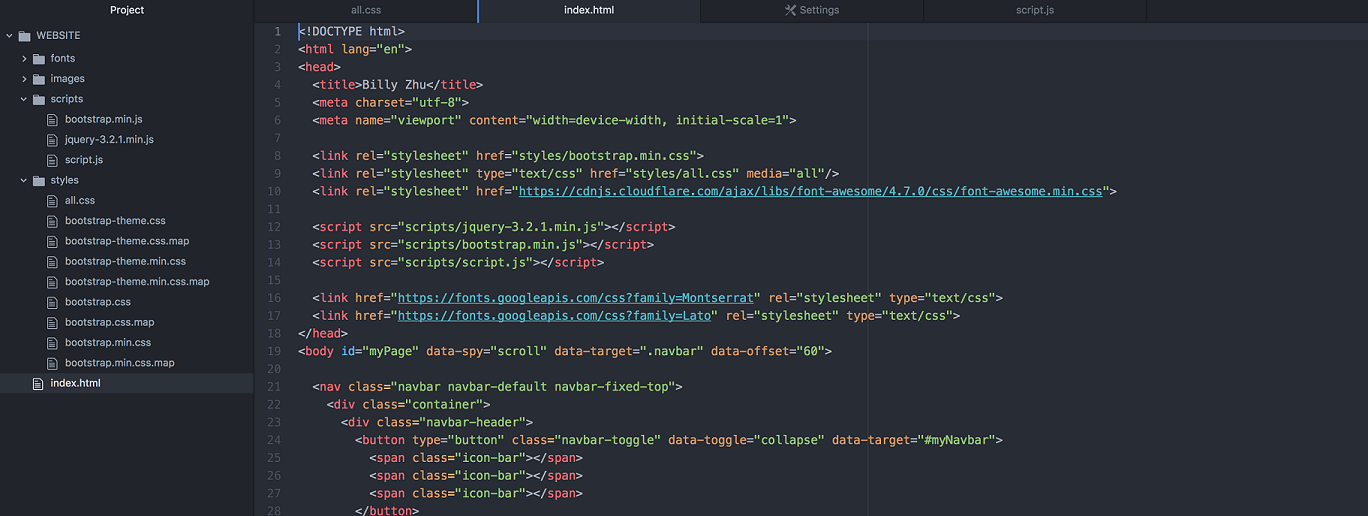 Project
WEBSITE
fonts
images
scripts
bootstrap.min.js
jquery-3.2.1.min.js
script.js
styles
all.css
bootstrap-theme.css
bootstrap-theme.css.map
bootstrap-theme.min.css
bootstrap-theme.min.css.map
bootstrap.css
bootstrap.css.map
bootstrap.min.css
bootstrap.min.css.map
index.html
all.css index.html Settings script.js
1 <!DOCTYPE html>
2 <html lang="en">
3 <head>
4 <title>Billy Zhu</title>
5 <meta charset="utf-8">
6 <meta name="viewport" content="width=device-width, initial-scale=1">
7
8 <link rel="stylesheet" href="styles/bootstrap.min.css">
9 <link rel="stylesheet" type="text/css" href="styles/all.css" media="all"/>
10 <link rel="stylesheet" href="https://cdnjs.cloudflare.com/ajax/libs/font-awesome/4.7.0/css/font-awesome.min.css">
11
12 <script src="scripts/jquery-3.2.1.min.js"></script>
13 <script src="scripts/bootstrap.min.js"></script>
14 <script src="scripts/script.js"></script>
15
16 <link href="https://fonts.googleapis.com/css?family=Montserrat" rel="stylesheet" type="text/css">
17 <link href="https://fonts.googleapis.com/css?family=Lato" rel="stylesheet" type="text/css">
18 </head>
19 <body id="myPage" data-spy="scroll" data-target=".navbar" data-offset="60">
20
21 <nav class="navbar navbar-default navbar-fixed-top">
22 <div class="container">
23 <div class="navbar-header">
24 <button type="button" class="navbar-toggle" data-toggle="collapse" data-target="#myNavbar">
25 <span class="icon-bar"></span>
26 <span class="icon-bar"></span>
27 <span class="icon-bar"></span>
28 </button>